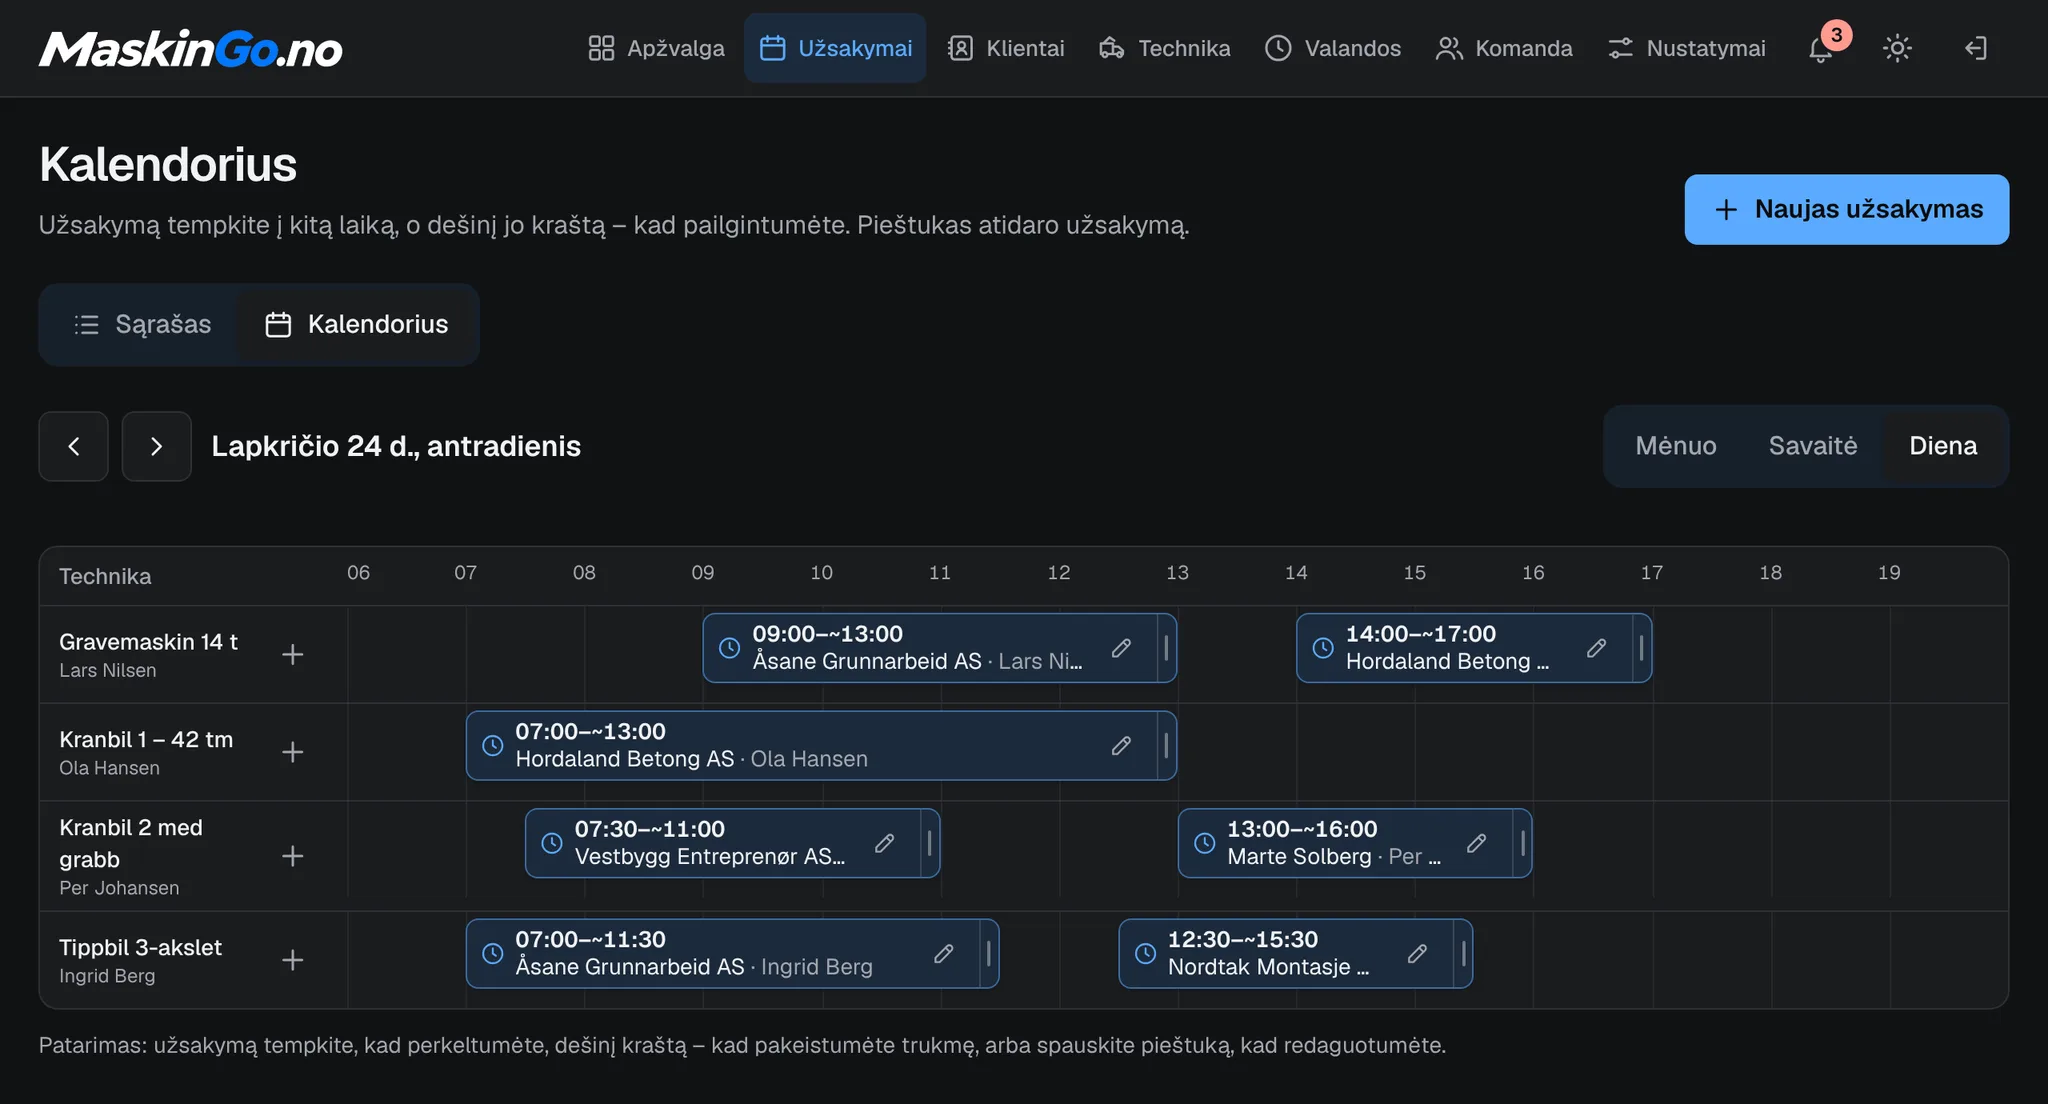 MaskinGo.no
Apžvalga
Užsakymai
Klientai
Technika
Valandos
Komanda
Nustatymai
3
Kalendorius
Užsakymą tempkite į kitą laiką, o dešinį jo kraštą – kad pailgintumėte. Pieštukas atidaro užsakymą.
Naujas užsakymas
Sąrašas
Kalendorius
Lapkričio 24 d., antradienis
Mėnuo
Savaitė
Diena
Technika
06 07 08 09 10 11 12 13 14 15 16 17 18 19
Gravemaskin 14 t
Lars Nilsen
09:00–~13:00
Åsane Grunnarbeid AS · Lars Ni...
14:00–~17:00
Hordaland Betong ...
Kranbil 1 – 42 tm
Ola Hansen
07:00–~13:00
Hordaland Betong AS · Ola Hansen
Kranbil 2 med
grabb
Per Johansen
07:30–~11:00
Vestbygg Entreprenør AS...
13:00–~16:00
Marte Solberg · Per ...
Tippbil 3-akslet
Ingrid Berg
07:00–~11:30
Åsane Grunnarbeid AS · Ingrid Berg
12:30–~15:30
Nordtak Montasje ...
Patarimas: užsakymą tempkite, kad perkeltumėte, dešinį kraštą – kad pakeistumėte trukmę, arba spauskite pieštuką, kad redaguotumėte.